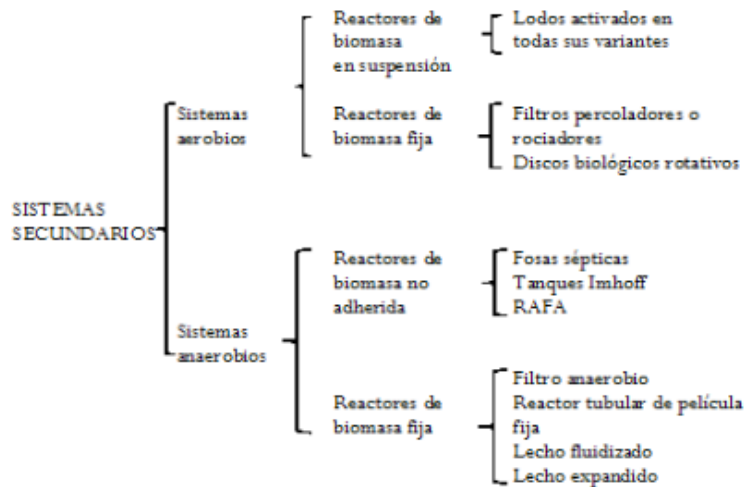 SISTEMAS
SECUNDARIOS
Sistemas
aerobios
Reactores de
biomasa
en suspensión
Lodos activados en
todas sus variantes
Reactores de
biomasa fija
Filtros percoladores o
rociadores
Discos biológicos rotativos
Sistemas
anaerobios
Reactores de
biomasa no
adherida
Fosas sépticas
Tanques Imhoff
RAFA
Reactores de
biomasa fija
Filtro anaerobio
Reactor tubular de película
fija
Lecho fluidizado
Lecho expandido